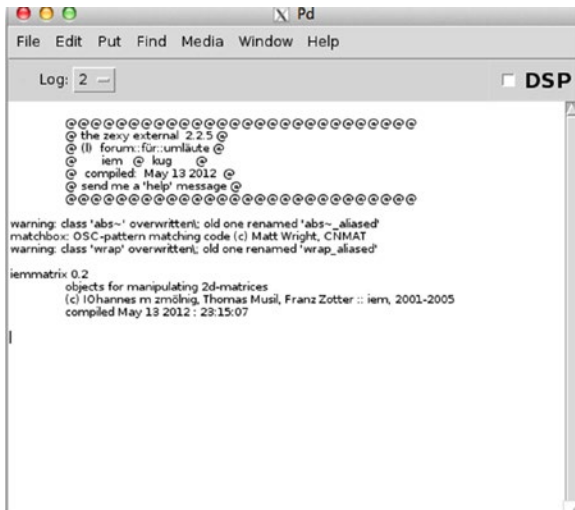 X Pd
File Edit Put Find Media Window Help
Log: 2
DSP
@@@@@@@@@@@@@@@@@@@@@@@@@@@@
@ the zexy external 2.2.5 @
@ (l) forum::für::umläute @
@ iem @ kug @
@ compiled: May 13 2012 @
@ send me a 'help' message @
@@@@@@@@@@@@@@@@@@@@@@@@@@@@
warning: class 'abs~' overwritten\; old one renamed 'abs~_aliased'
matchbox: OSC-pattern matching code (c) Matt Wright, CNMAT
warning: class 'wrap' overwritten\; old one renamed 'wrap_aliased'
iemmatrix 0.2
objects for manipulating 2d-matrices
(c) IOhannes m zmölnig, Thomas Musil, Franz Zotter :: iem, 2001-2005
compiled May 13 2012 : 23:15:07